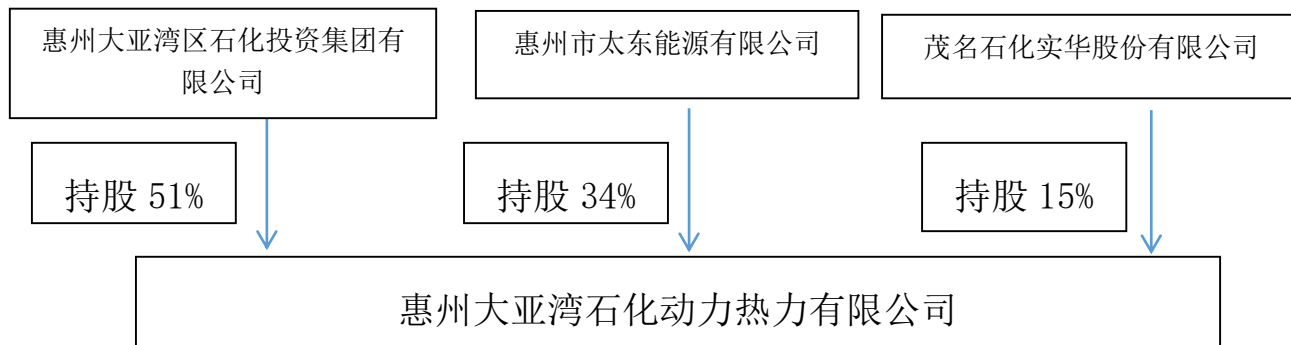 惠州大亚湾区石化投资集团有
限公司
惠州市太东能源有限公司
茂名石化实华股份有限公司
持股 51%
持股 34%
持股 15%
惠州大亚湾石化动力热力有限公司